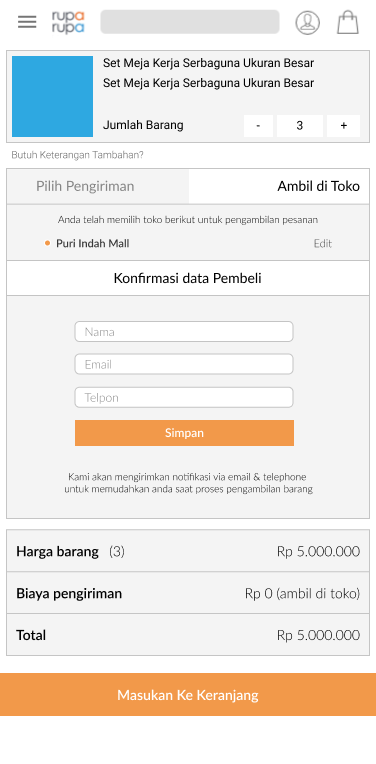 rupa
rupa
Set Meja Kerja Serbaguna Ukuran Besar
Set Meja Kerja Serbaguna Ukuran Besar
Jumlah Barang - 3 +
Butuh Keterangan Tambahan?
Pilih Pengiriman Ambil di Toko
Anda telah memilih toko berikut untuk pengambilan pesanan
• Puri Indah Mall Edit
Konfirmasi data Pembeli
Nama
Email
Telpon
Simpan
Kami akan mengirimkan notifikasi via email & telephone
untuk memudahkan anda saat proses pengambilan barang
Harga barang (3) Rp 5.000.000
Biaya pengiriman Rp 0 (ambil di toko)
Total Rp 5.000.000
Masukan Ke Keranjang